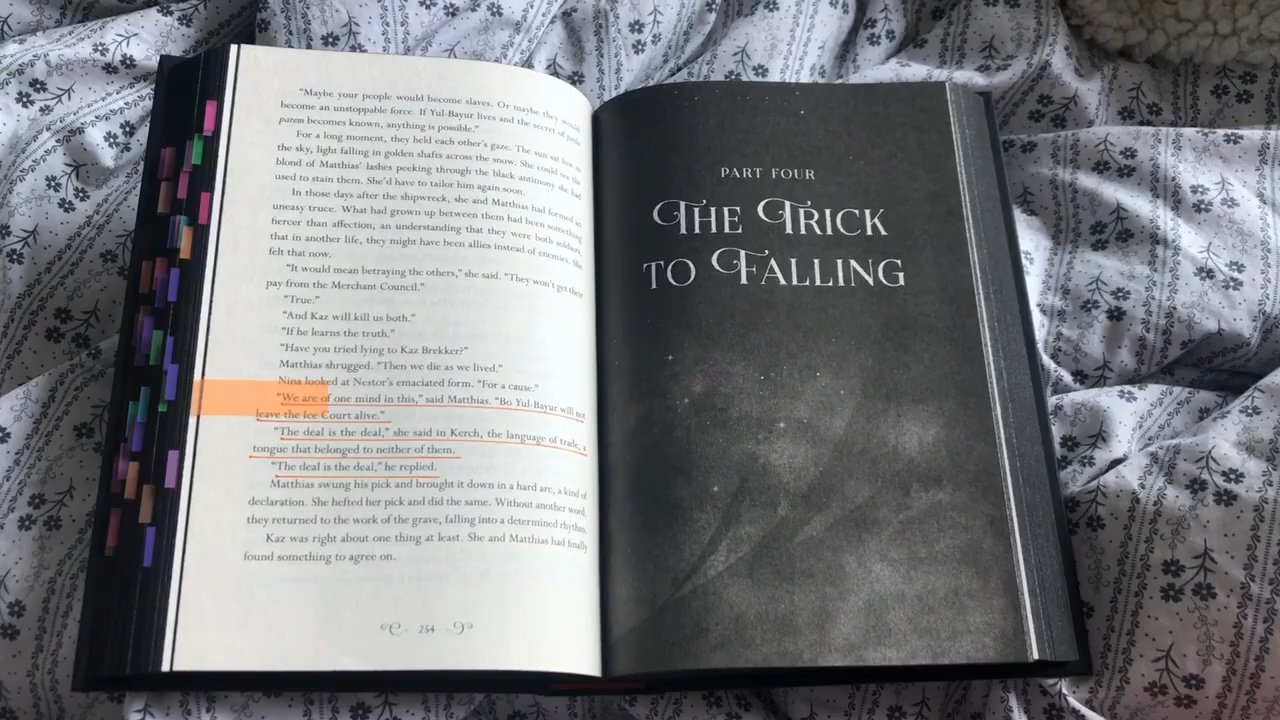 "Maybe your people would become slaves. Or maybe they would
become an unstoppable force. If Yul-Bayur lives and the secret of jurda
parem becomes known, anything is possible."
For a long moment, they held each other's gaze. The sun sat low in
the sky, light falling in golden shafts across the snow. She could see the
blond of Matthias' lashes peeking through the black antimony she had
used to stain them. She'd have to tailor him again soon.
In those days after the shipwreck, she and Matthias had formed an
uneasy truce. What had grown up between them had been something
fiercer than affection, an understanding that they were both soldiers,
that in another life, they might have been allies instead of enemies. She
felt that now.
"It would mean betraying the others," she said. "They won't get their
pay from the Merchant Council."
"True."
"And Kaz will kill us both."
"If he learns the truth."
"Have you tried lying to Kaz Brekker?"
Matthias shrugged. "Then we die as we lived."
Nina looked at Nestor's emaciated form. "For a cause."
"We are of one mind in this," said Matthias. "Bo Yul-Bayur will not
leave the Ice Court alive."
"The deal is the deal," she said in Kerch, the language of trade, a
tongue that belonged to neither of them.
"The deal is the deal," he replied.
Matthias swung his pick and brought it down in a hard arc, a kind of
declaration. She hefted her pick and did the same. Without another word,
they returned to the work of the grave, falling into a determined rhythm.
Kaz was right about one thing at least. She and Matthias had finally
found something to agree on.
254
PART FOUR
THE TRICK
TO FALLING